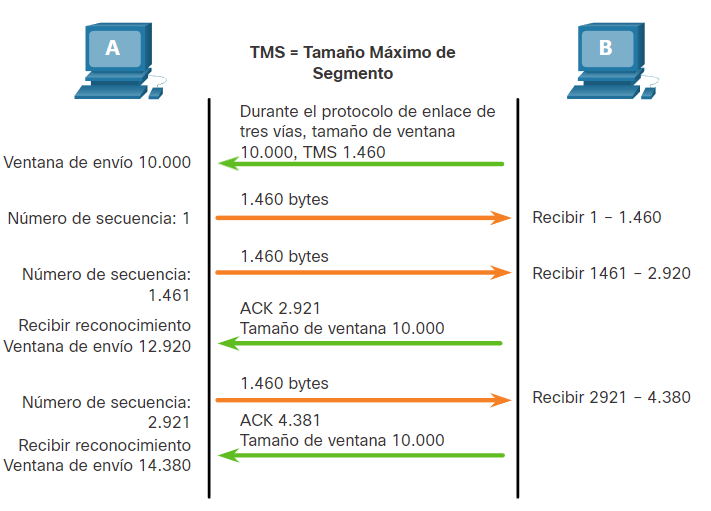 A
B
TMS = Tamaño Máximo de
Segmento
Durante el protocolo de enlace de
tres vías, tamaño de ventana
10.000, TMS 1.460
Ventana de envío 10.000
1.460 bytes
Número de secuencia: 1
Recibir 1 – 1.460
1.460 bytes
Número de secuencia:
1.461
Recibir 1461 – 2.920
ACK 2.921
Tamaño de ventana 10.000
Recibir reconocimiento
Ventana de envío 12.920
1.460 bytes
Número de secuencia:
2.921
Recibir 2921 – 4.380
ACK 4.381
Tamaño de ventana 10.000
Recibir reconocimiento
Ventana de envío 14.380